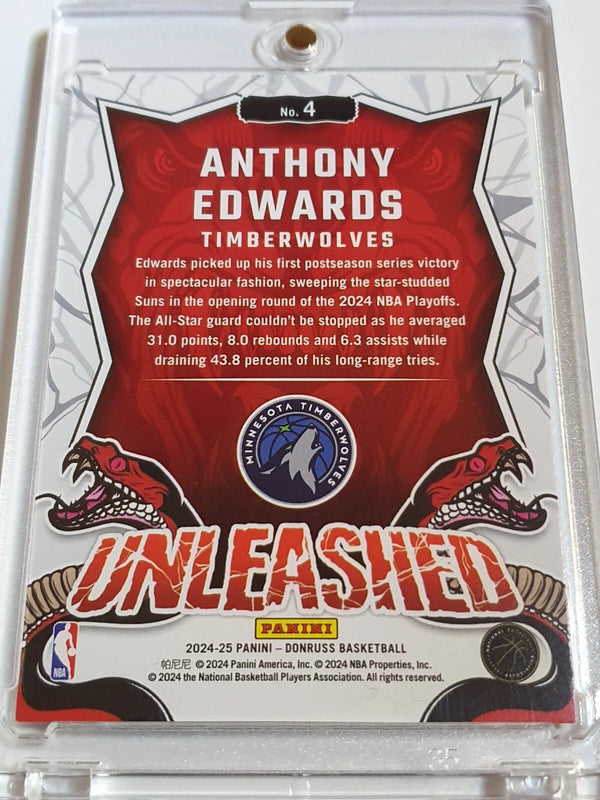 No. 4
ANTHONY
EDWARDS
TIMBERWOLVES
Edwards picked up his first postseason series victory
in spectacular fashion, sweeping the star-studded
Suns in the opening round of the 2024 NBA Playoffs.
The All-Star guard couldn't be stopped as he averaged
31.0 points, 8.0 rebounds and 6.3 assists while
draining 43.8 percent of his long-range tries.
MINNESOTA TIMBERWOLVES
UNLEASHED
PANINI
2024-25 PANINI – DONRUSS BASKETBALL
帕尼尼 © 2024 Panini America, Inc. © 2024 NBA Properties, Inc.
© 2024 the National Basketball Players Association. All rights reserved.
NBA